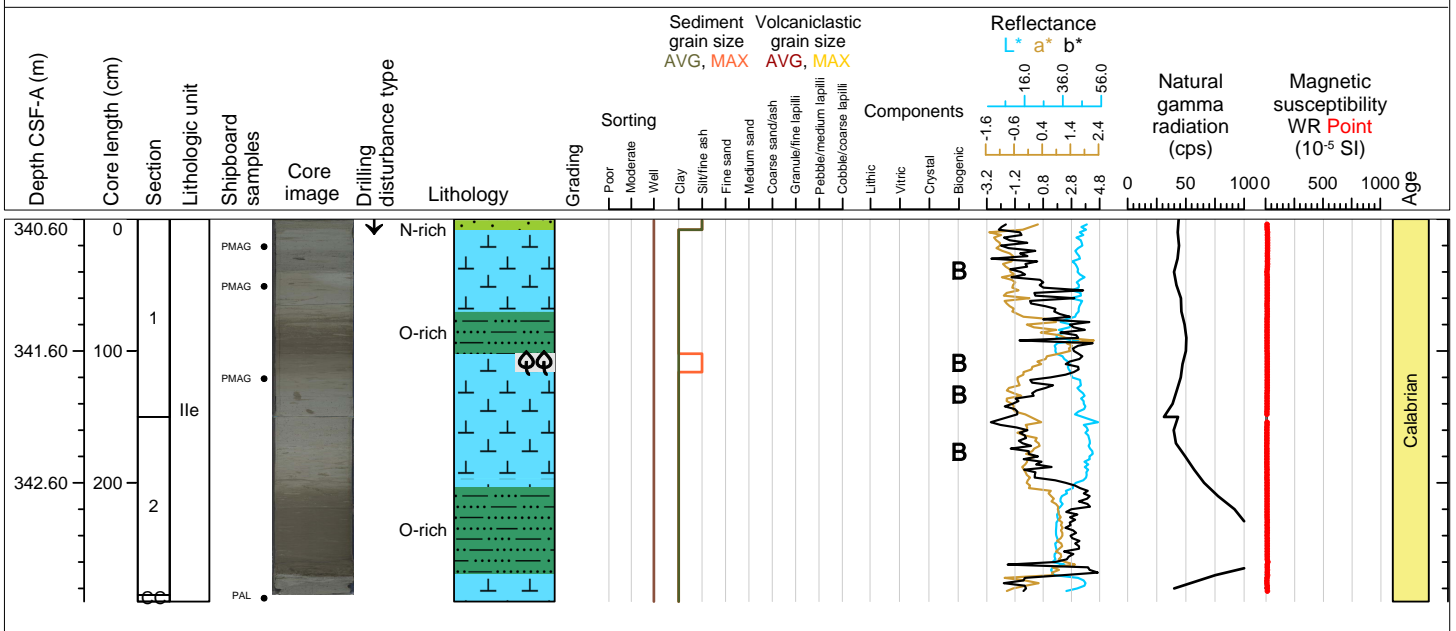 Depth CSF-A (m)
Core length (cm)
Section
Lithologic unit
Shipboard
samples
Core
image
Drilling
disturbance type
Lithology
Grading
Sorting
Poor
Moderate
Well
Sediment
grain size
AVG, MAX
Volcaniclastic
grain size
AVG, MAX
Clay
Silt/fine ash
Fine sand
Medium sand
Coarse sand/ash
Granule/fine lapilli
Pebble/medium lapilli
Cobble/coarse lapilli
Components
Lithic
Vitric
Crystal
Biogenic
Reflectance
L* a* b*
16.0 36.0 56.0
-1.6 -0.6 0.4 1.4 2.4
-3.2 -1.2 0.8 2.8 4.8
Natural
gamma
radiation
(cps)
0 50 100
Magnetic
susceptibility
WR Point
(10-5 SI)
0 500 1000
Age
340.60 0 N-rich
PMAG
B
PMAG
1
O-rich
341.60 100
B
PMAG
B
IIe
Calabrian
B
342.60 200
2
O-rich
CC
PAL